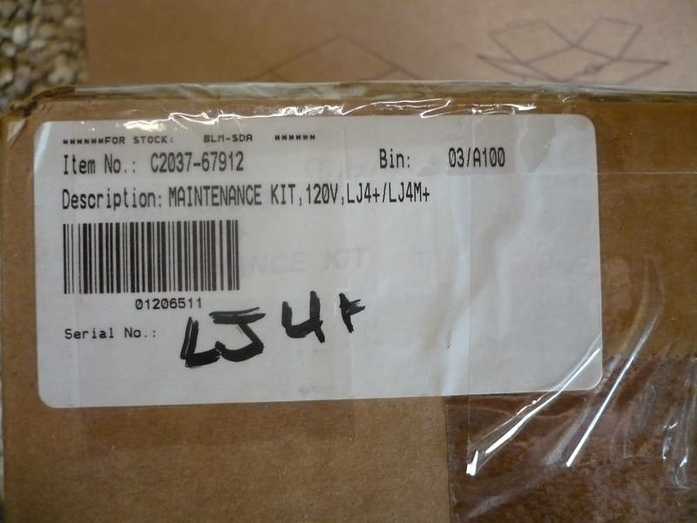 ******FOR STOCK: BLM-SDA ******
Item No.: C2037-67912 Bin: 03/A100
Description: MAINTENANCE KIT,120V,LJ4+/LJ4M+
01206511
Serial No.:
LJ4+